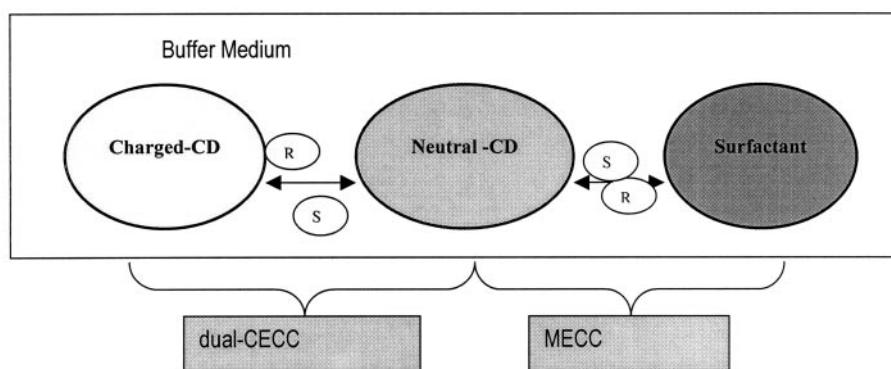 Buffer Medium
Charged-CD
R
S
Neutral -CD
S
R
Surfactant
dual-CECC
MECC